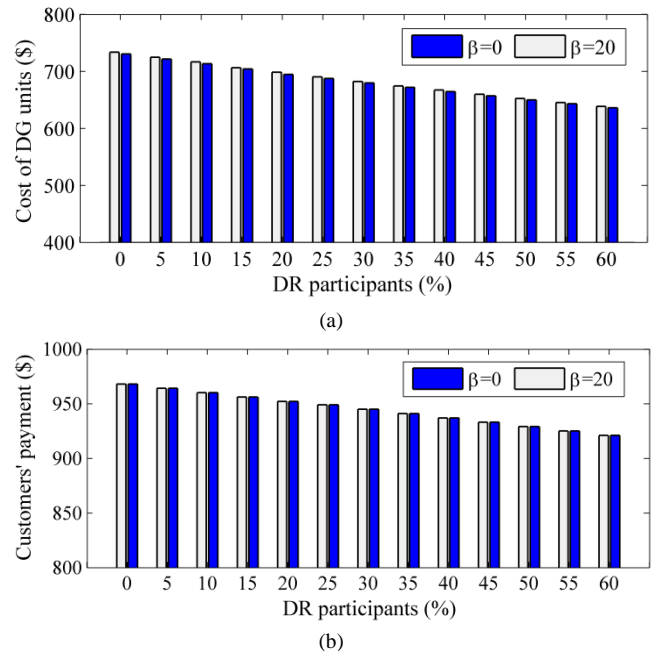 800
700
600
500
400
Cost of DG units ($)
β=0 β=20
0 5 10 15 20 25 30 35 40 45 50 55 60
DR participants (%)
(a)
1000
950
900
850
800
Customers' payment ($)
β=0 β=20
0 5 10 15 20 25 30 35 40 45 50 55 60
DR participants (%)
(b)